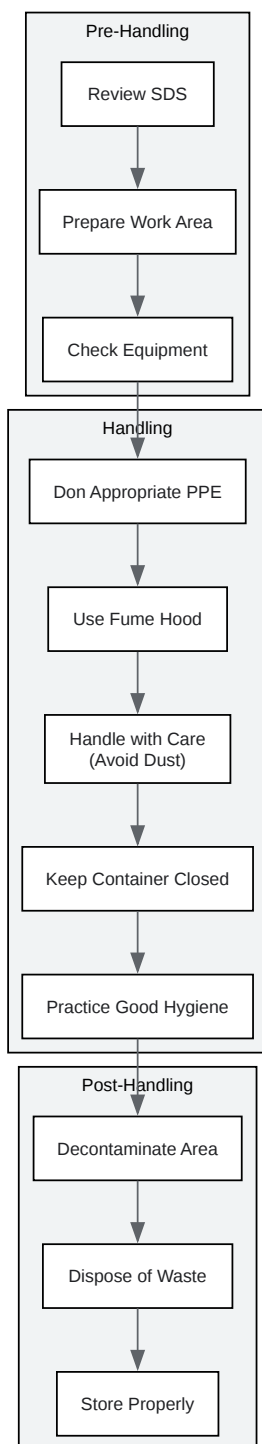 Pre-Handling
Review SDS
Prepare Work Area
Check Equipment
Handling
Don Appropriate PPE
Use Fume Hood
Handle with Care
(Avoid Dust)
Keep Container Closed
Practice Good Hygiene
Post-Handling
Decontaminate Area
Dispose of Waste
Store Properly